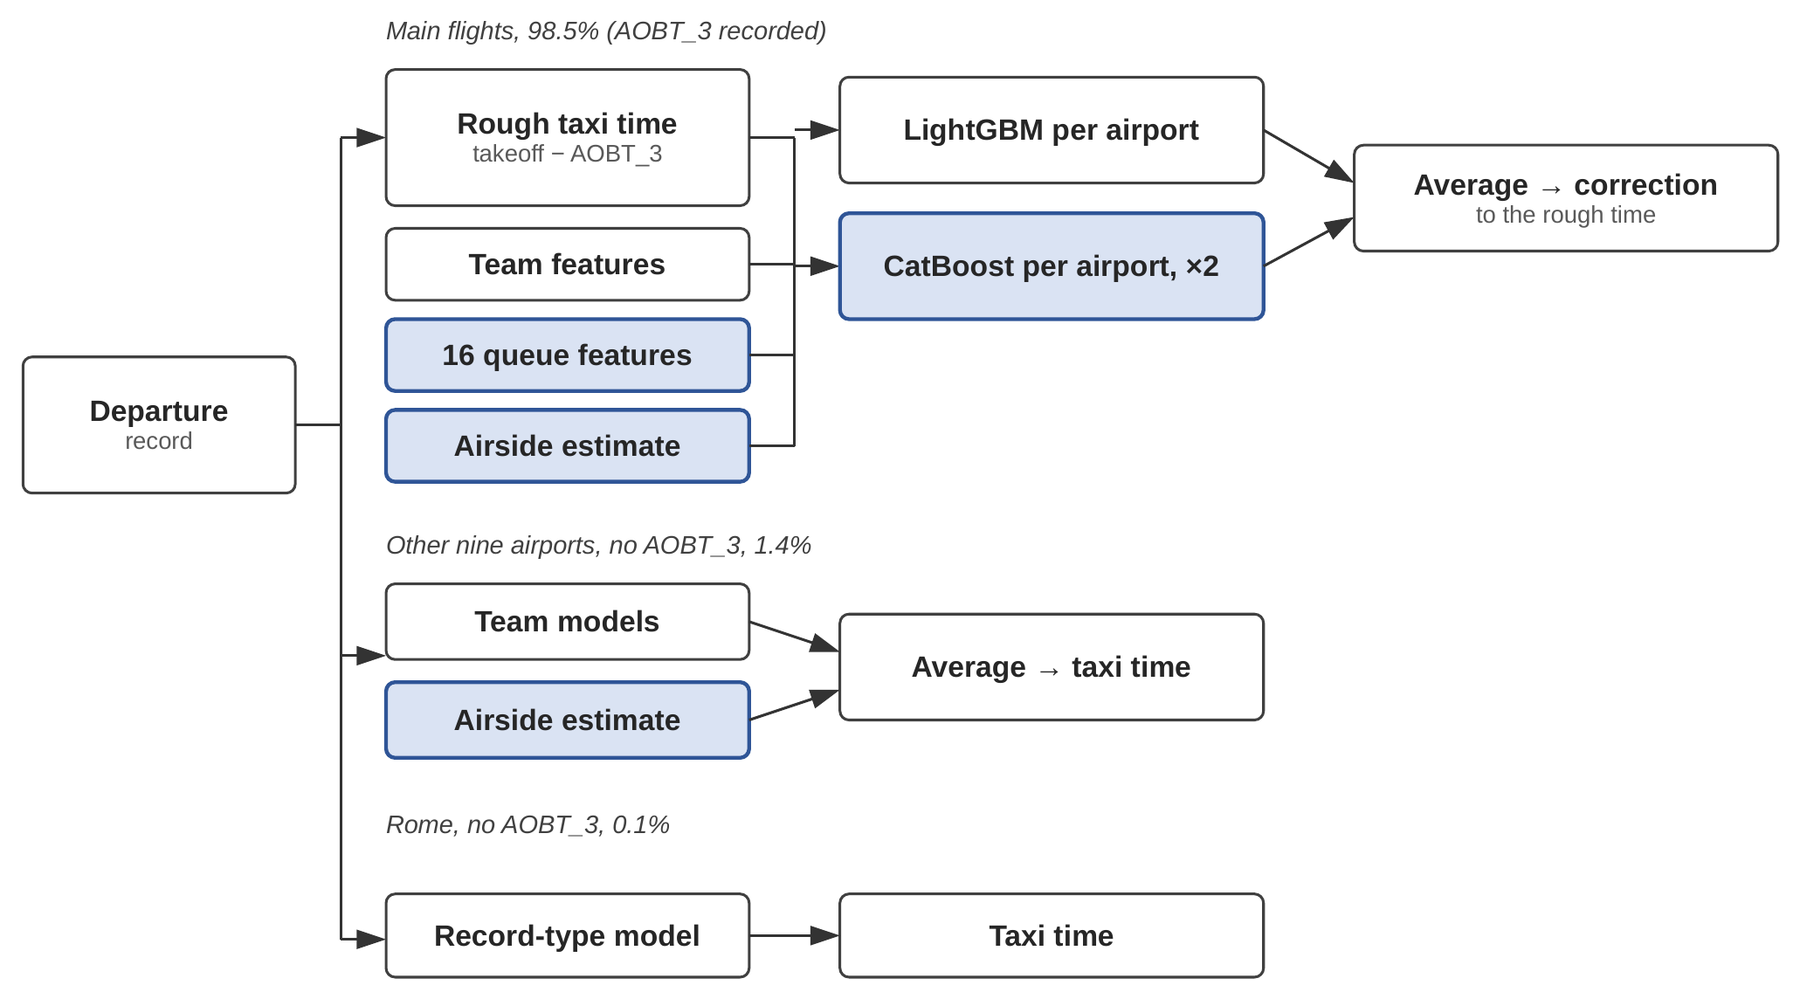 Main flights, 98.5% (AOBT_3 recorded)
Rough taxi time
takeoff − AOBT_3
LightGBM per airport
Average → correction
to the rough time
Team features
CatBoost per airport, ×2
16 queue features
Departure
record
Airside estimate
Other nine airports, no AOBT_3, 1.4%
Team models
Average → taxi time
Airside estimate
Rome, no AOBT_3, 0.1%
Record-type model
Taxi time